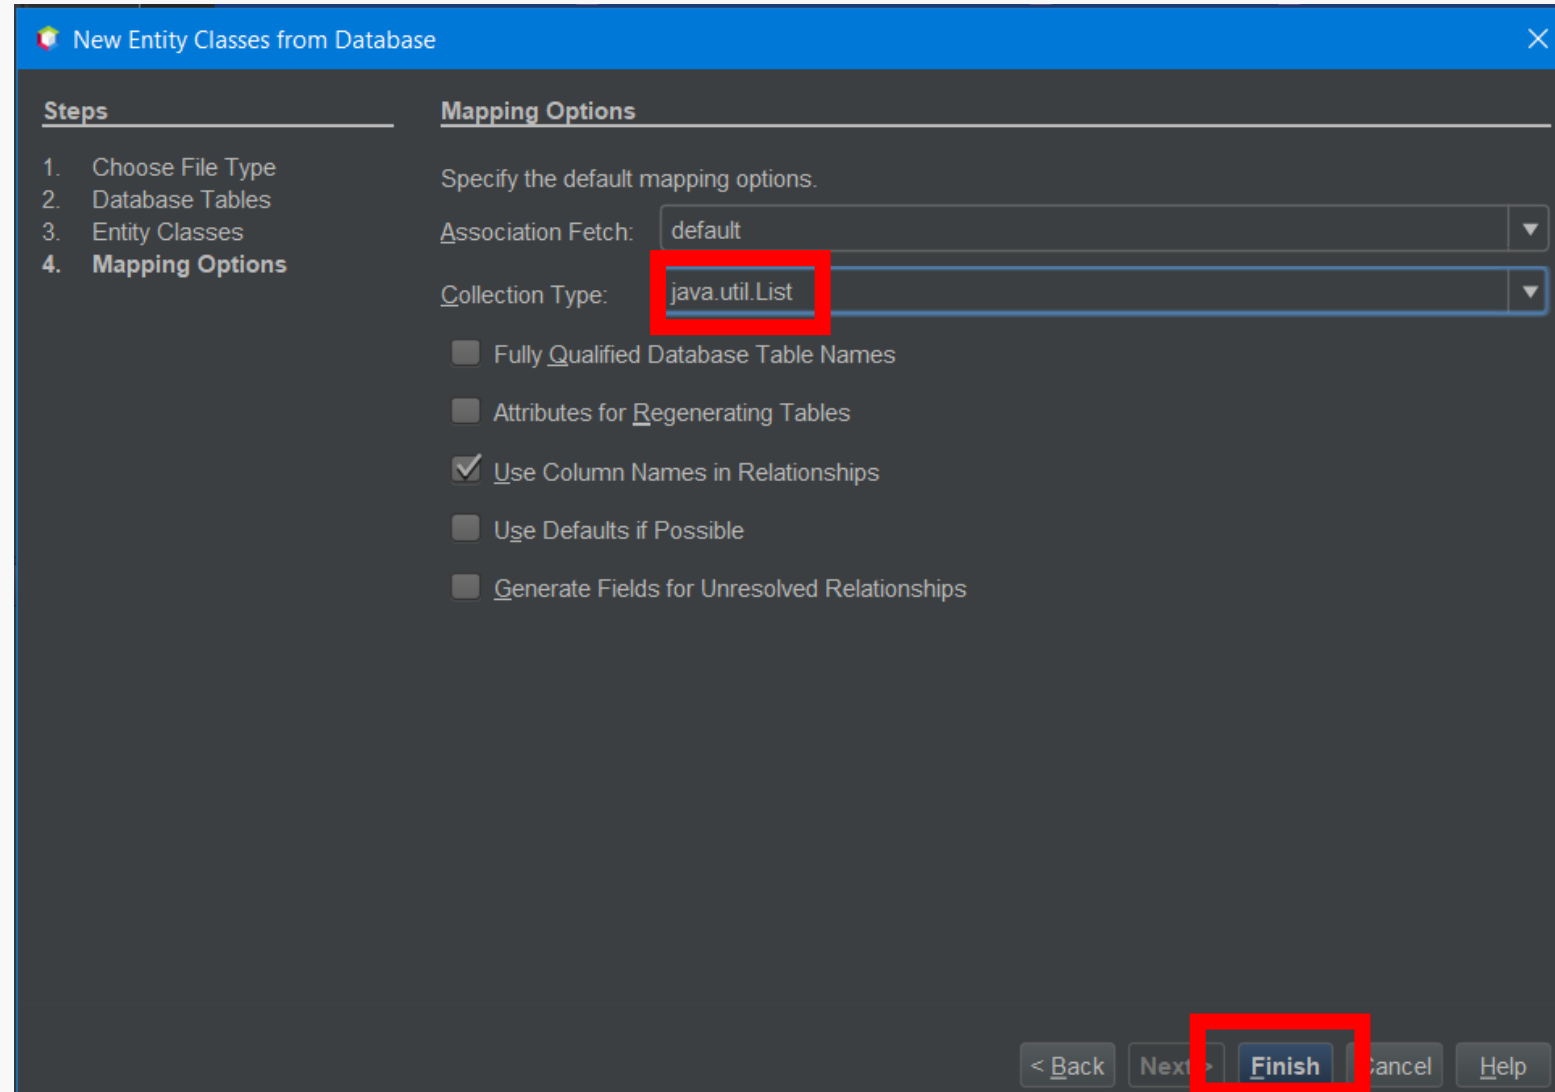 New Entity Classes from Database
Steps
1. Choose File Type
2. Database Tables
3. Entity Classes
4. Mapping Options
Mapping Options
Specify the default mapping options.
Association Fetch: default
Collection Type: java.util.List
Fully Qualified Database Table Names
Attributes for Regenerating Tables
Use Column Names in Relationships
Use Defaults if Possible
Generate Fields for Unresolved Relationships
< Back Next > Finish Cancel Help